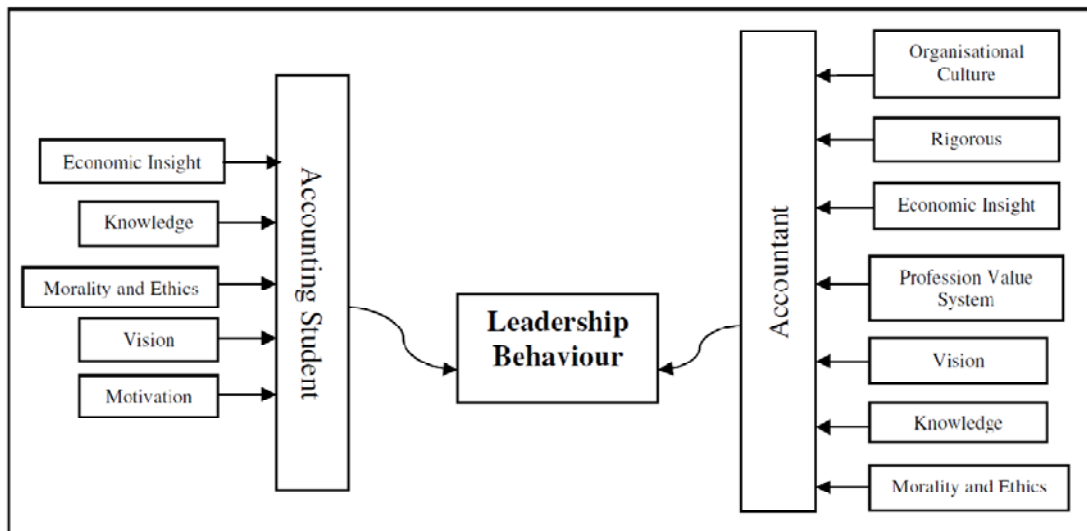 Economic Insight
Knowledge
Morality and Ethics
Vision
Motivation
Accounting Student
Leadership
Behaviour
Accountant
Organisational
Culture
Rigorous
Economic Insight
Profession Value
System
Vision
Knowledge
Morality and Ethics